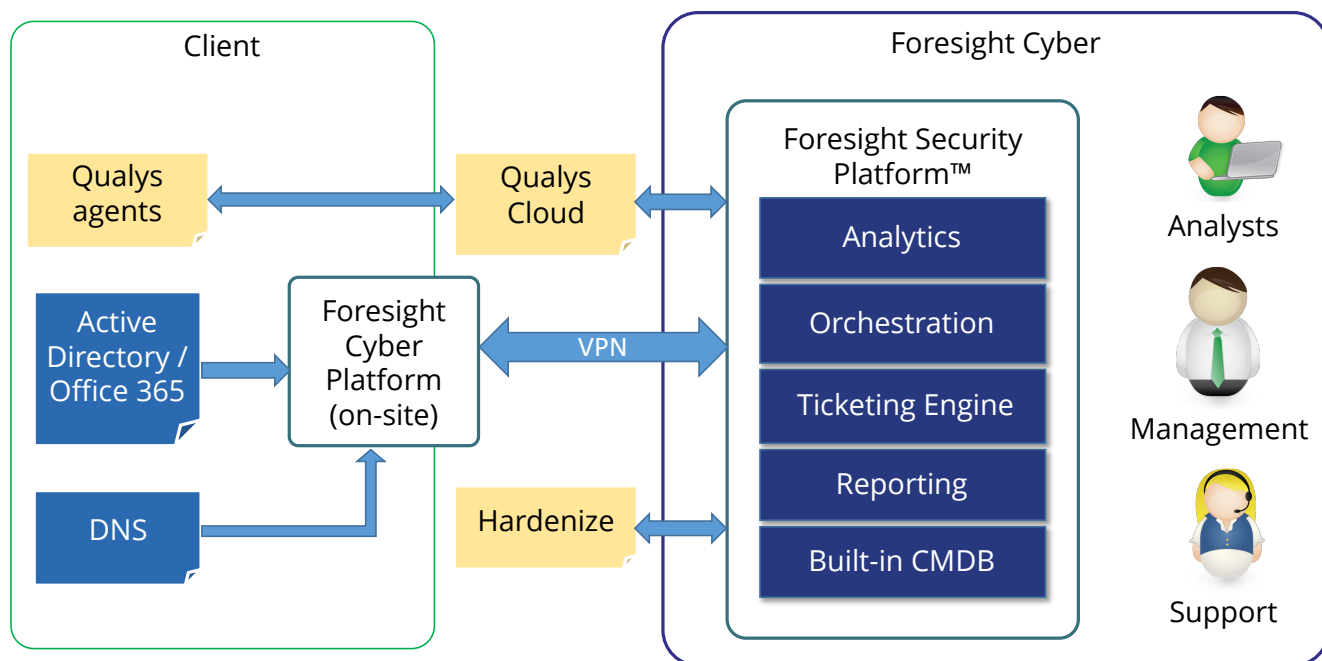 Client
Qualys
agents
Active
Directory /
Office 365
DNS
Foresight
Cyber
Platform
(on-site)
Qualys
Cloud
VPN
Hardenize
Foresight Cyber
Foresight Security
Platform™
Analytics
Orchestration
Ticketing Engine
Reporting
Built-in CMDB
Analysts
Management
Support